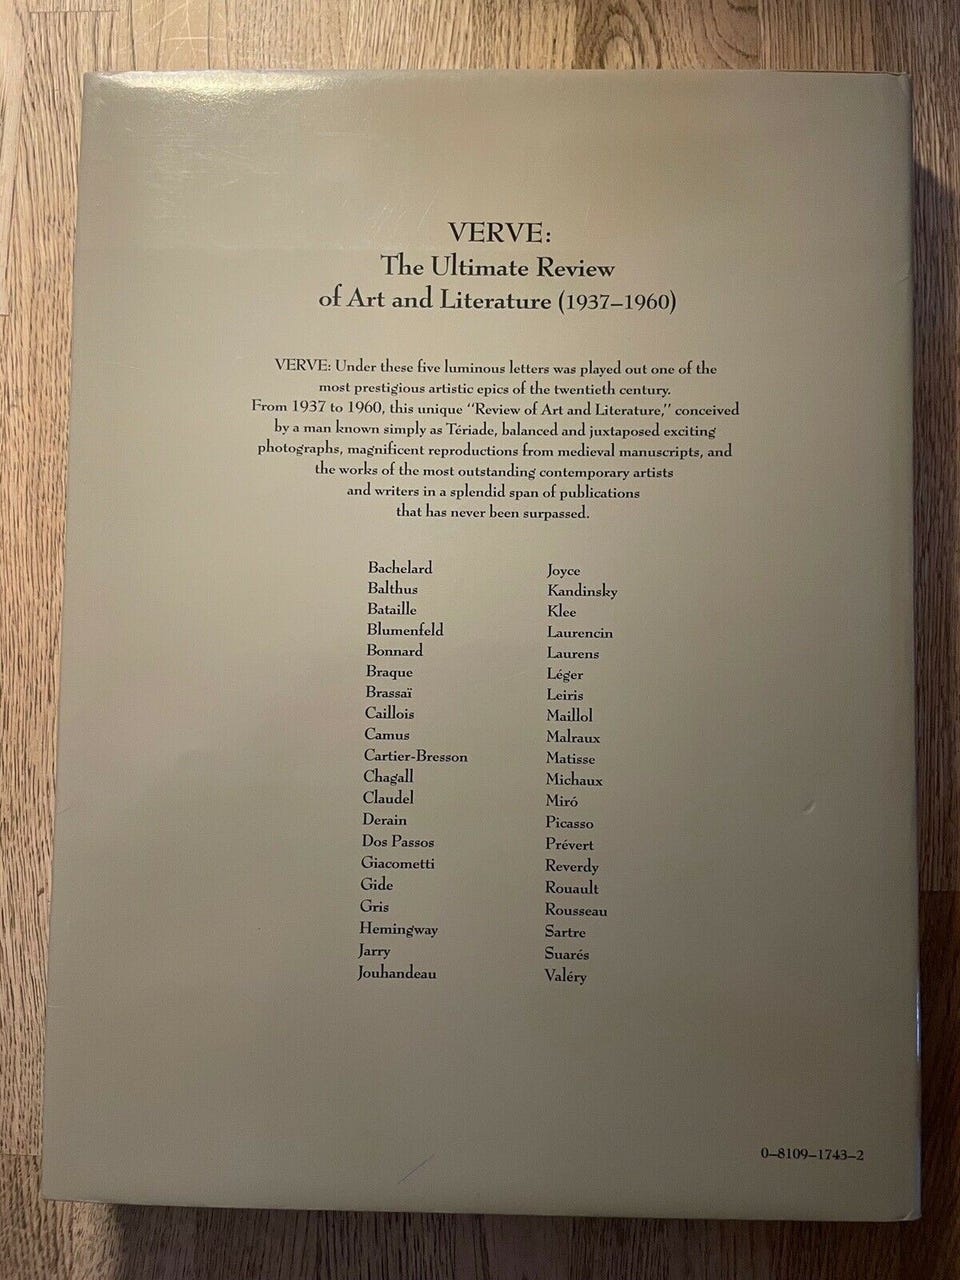 VERVE:
The Ultimate Review
of Art and Literature (1937–1960)
VERVE: Under these five luminous letters was played out one of the
most prestigious artistic epics of the twentieth century.
From 1937 to 1960, this unique "Review of Art and Literature," conceived
by a man known simply as Tériade, balanced and juxtaposed exciting
photographs, magnificent reproductions from medieval manuscripts, and
the works of the most outstanding contemporary artists
and writers in a splendid span of publications
that has never been surpassed.
Bachelard
Balthus
Bataille
Blumenfeld
Bonnard
Braque
Brassaï
Caillois
Camus
Cartier-Bresson
Chagall
Claudel
Derain
Dos Passos
Giacometti
Gide
Gris
Hemingway
Jarry
Jouhandeau
Joyce
Kandinsky
Klee
Laurencin
Laurens
Léger
Leiris
Maillol
Malraux
Matisse
Michaux
Miró
Picasso
Prévert
Reverdy
Rouault
Rousseau
Sartre
Suarés
Valéry
0–8109–1743–2